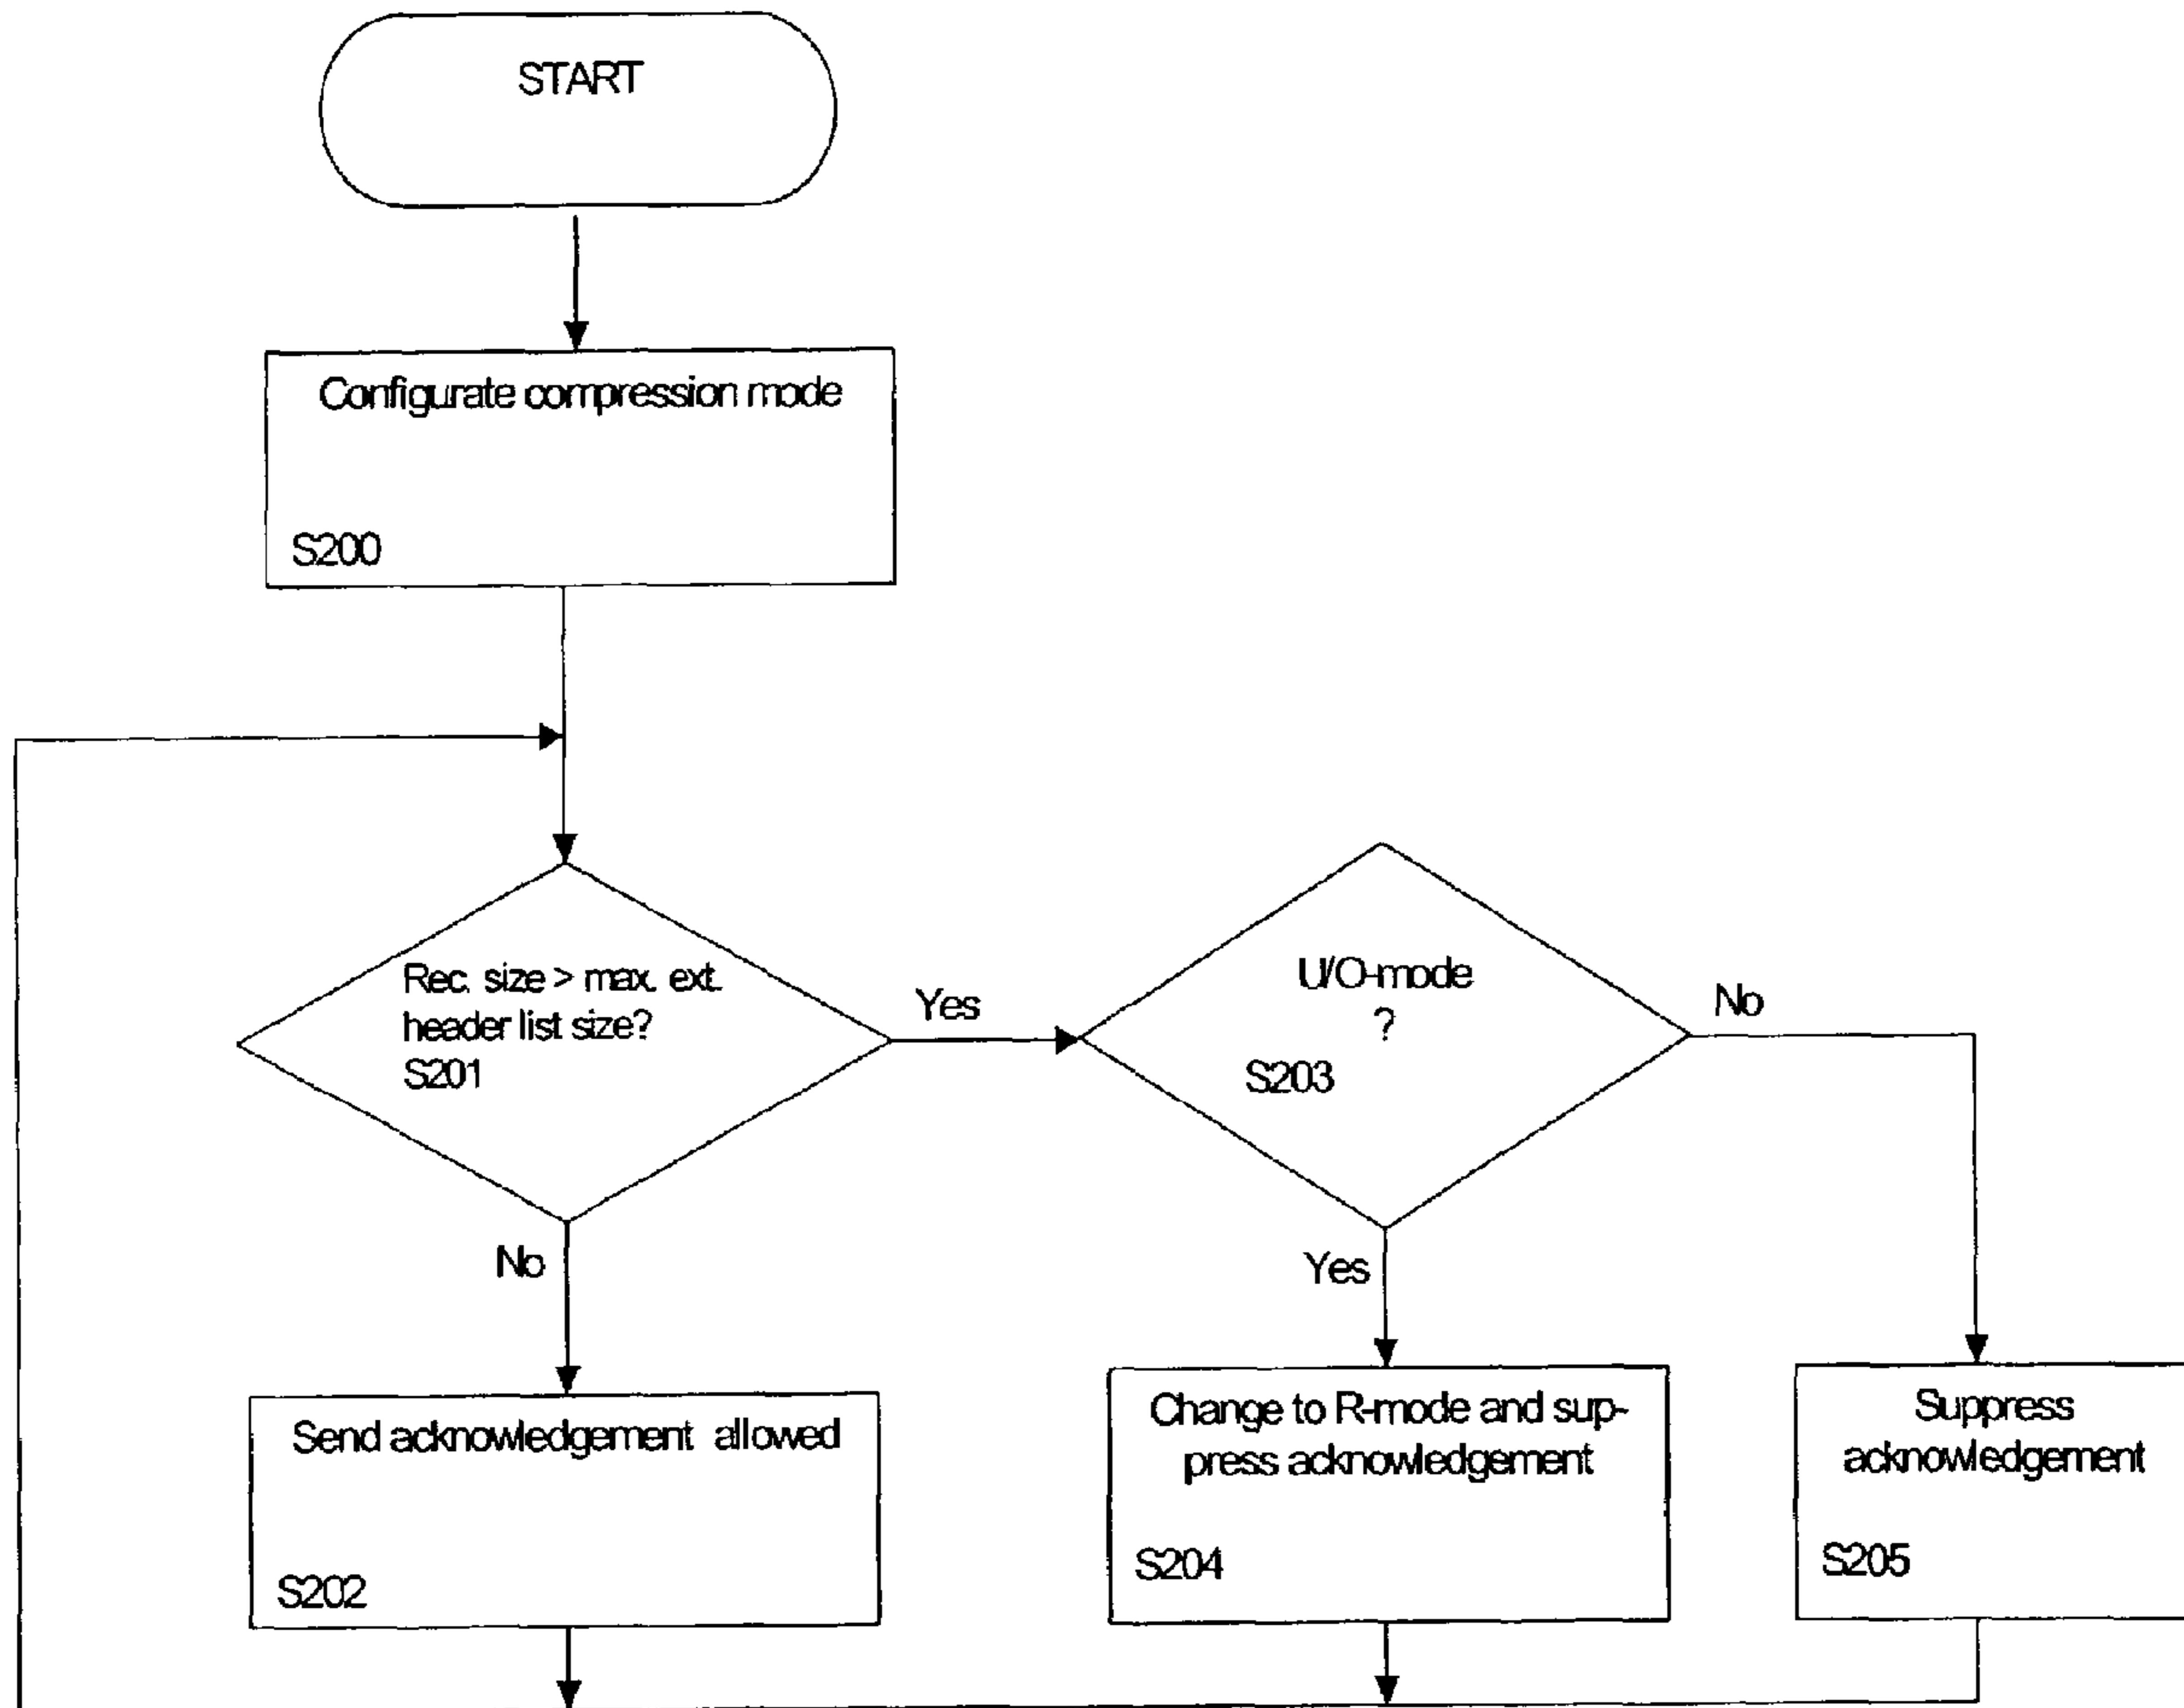 START
Configurate compression mode
S200
Rec. size > max. ext.
header list size?
S201
Yes
U/O-mode
?
S203
No
No
Yes
Send acknowledgement allowed
S202
Change to R-mode and sup-
press acknowledgement
S204
Suppress
acknowledgement
S205